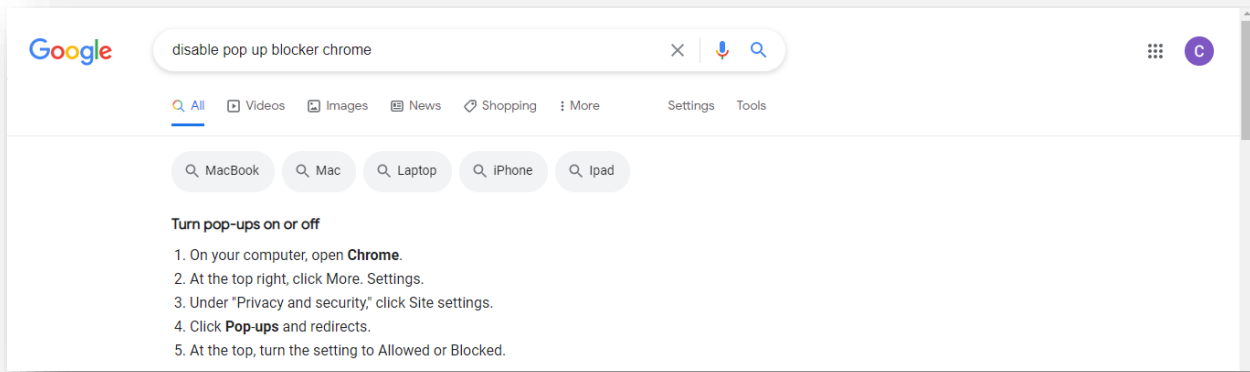 Google
disable pop up blocker chrome
C
All Videos Images News Shopping More Settings Tools
MacBook Mac Laptop iPhone Ipad
Turn pop-ups on or off
1. On your computer, open Chrome.
2. At the top right, click More. Settings.
3. Under "Privacy and security," click Site settings.
4. Click Pop-ups and redirects.
5. At the top, turn the setting to Allowed or Blocked.